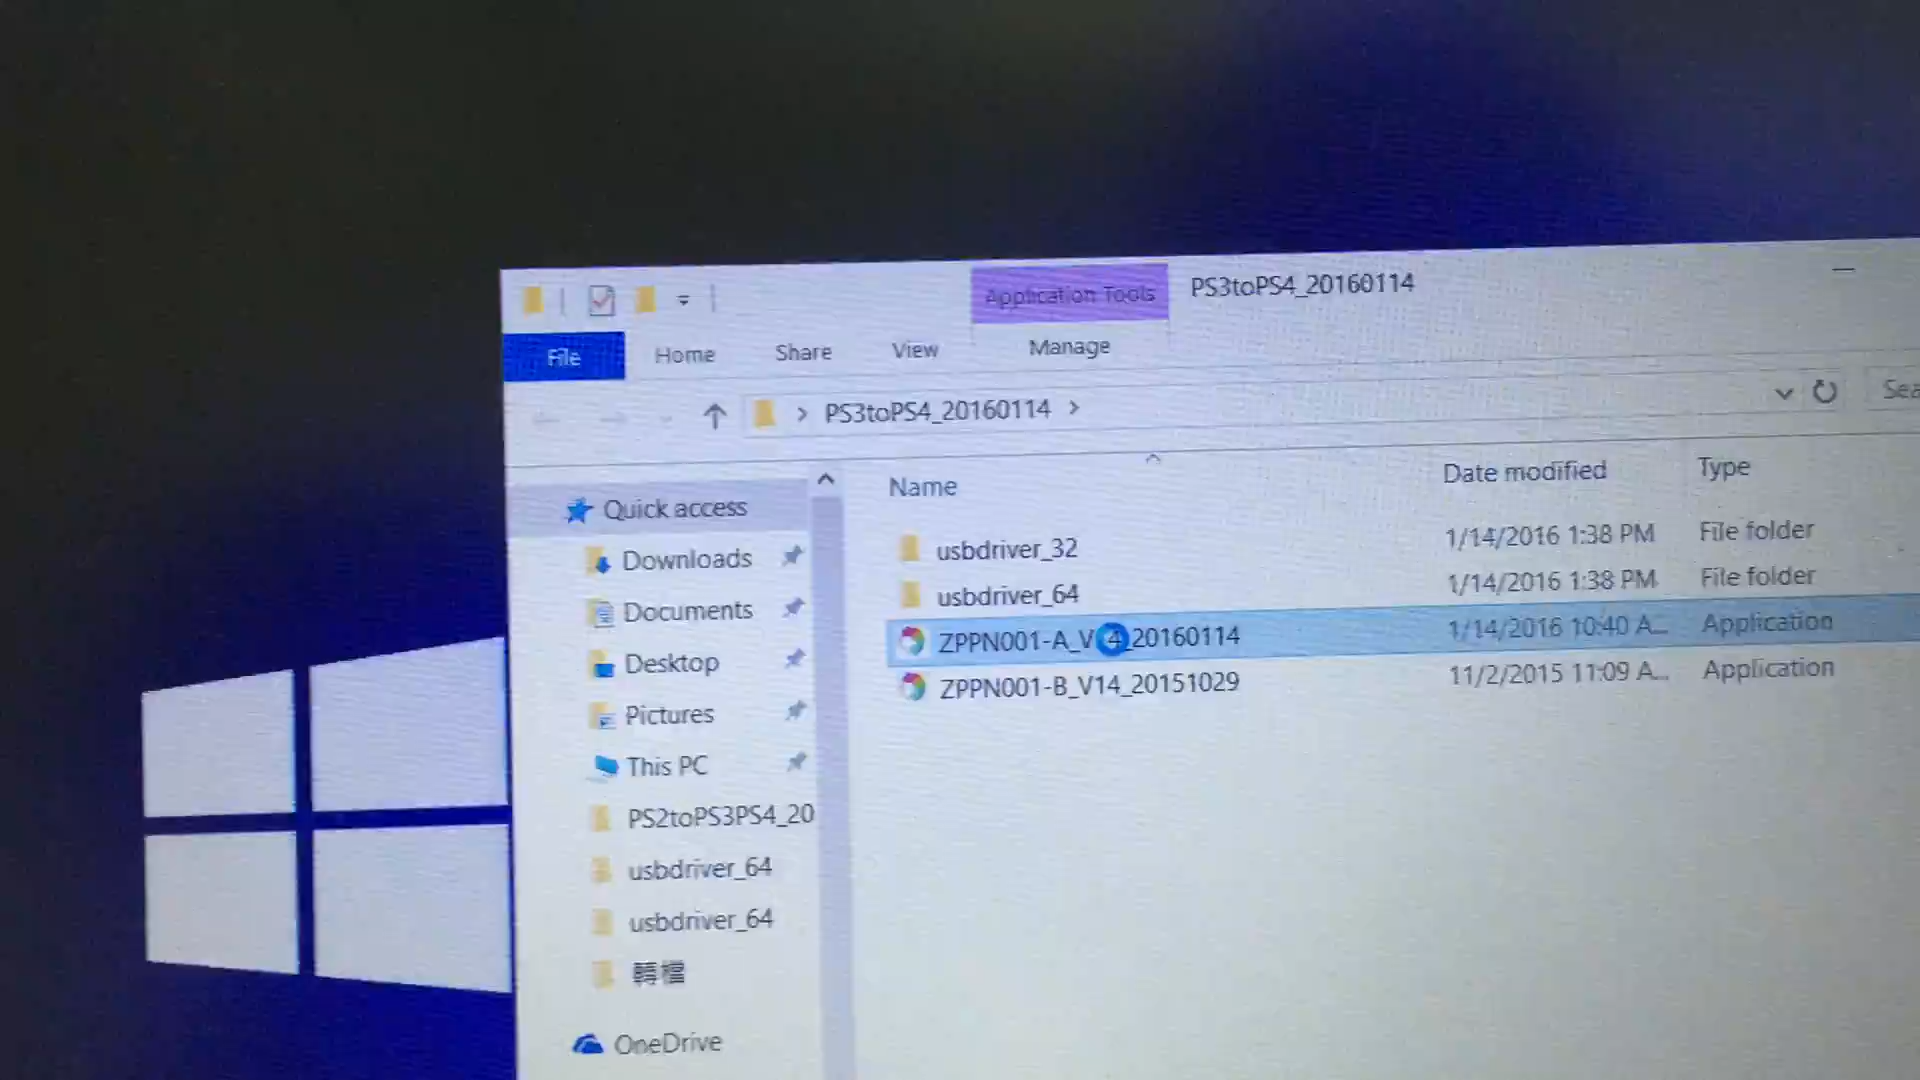 Application Tools
PS3toPS4_20160114
File
Home
Share
View
Manage
PS3toPS4_20160114
Name
Date modified
Type
Quick access
Downloads
Documents
Desktop
Pictures
This PC
PS2toPS3PS4_20
usbdriver_64
usbdriver_64
轉檔
OneDrive
usbdriver_32 1/14/2016 1:38 PM File folder
usbdriver_64 1/14/2016 1:38 PM File folder
1/14/2016 10:40 A... Application
ZPPN001-B_V14_20151029 11/2/2015 11:09 A... Application